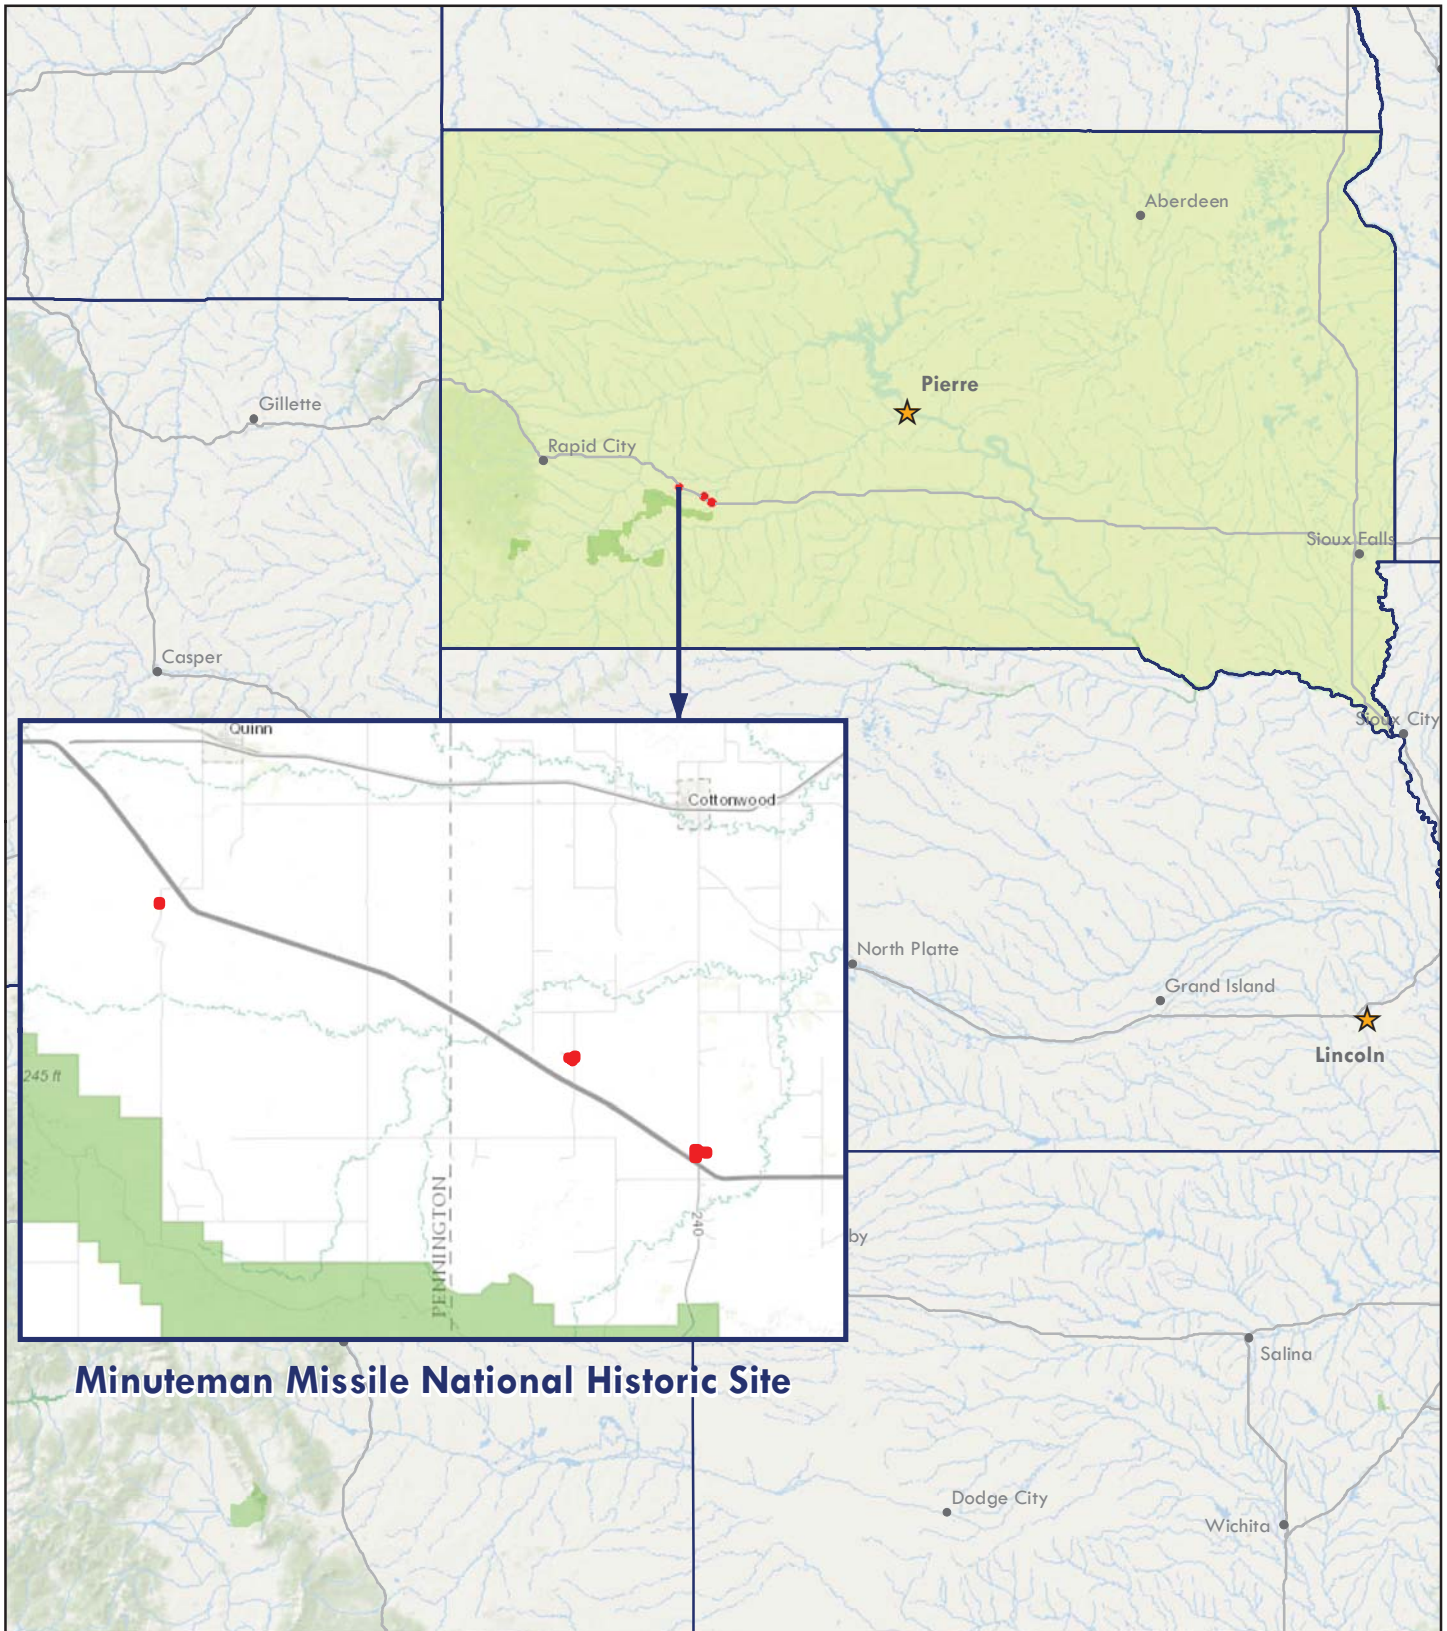 Aberdeen
Pierre
Gillette
Rapid City
Sioux Falls
Casper
Sioux City
Quinn
Cottonwood
North Platte
Grand Island
Lincoln
245 ft
PENNINGTON
240
by
Minuteman Missile National Historic Site
Salina
Dodge City
Wichita